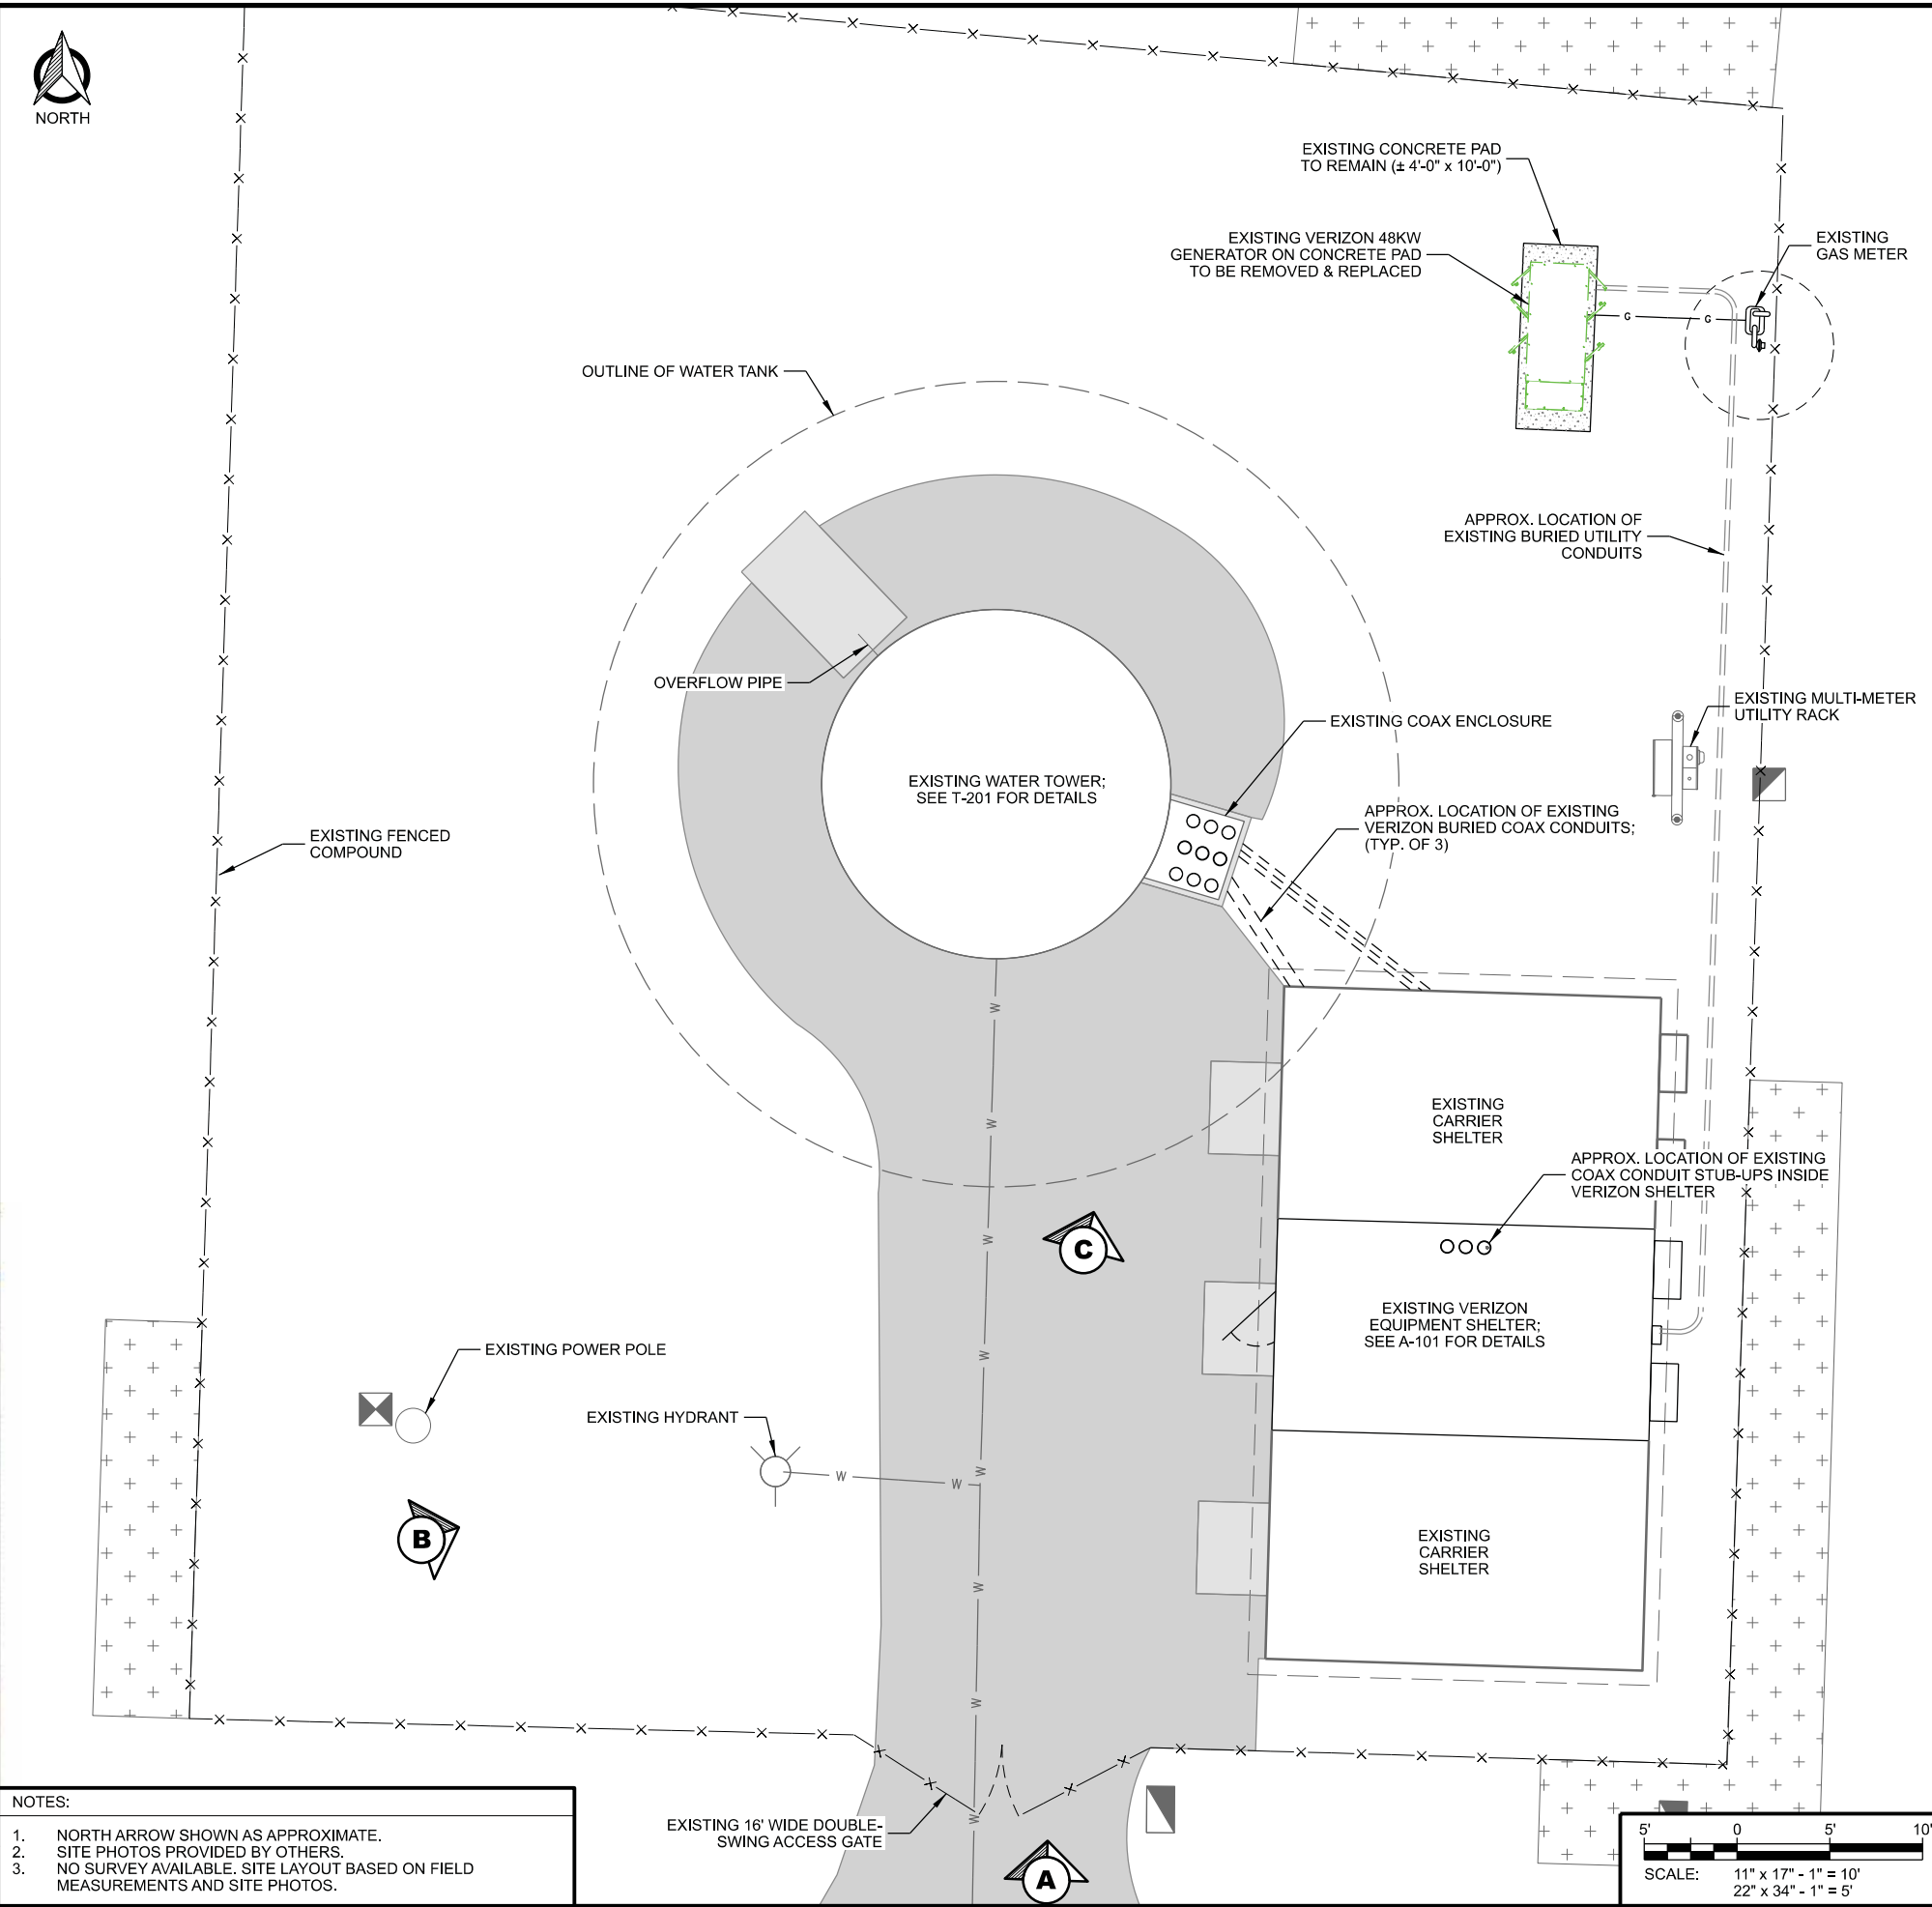 NORTH
EXISTING CONCRETE PAD
TO REMAIN (± 4'-0" x 10'-0")
EXISTING VERIZON 48KW
GENERATOR ON CONCRETE PAD
TO BE REMOVED & REPLACED
EXISTING
GAS METER
G
G
OUTLINE OF WATER TANK
APPROX. LOCATION OF
EXISTING BURIED UTILITY
CONDUITS
OVERFLOW PIPE
EXISTING MULTI-METER
UTILITY RACK
EXISTING COAX ENCLOSURE
EXISTING WATER TOWER;
SEE T-201 FOR DETAILS
APPROX. LOCATION OF EXISTING
VERIZON BURIED COAX CONDUITS;
(TYP. OF 3)
EXISTING FENCED
COMPOUND
W
W
W
W
W
W
W
W
EXISTING
CARRIER
SHELTER
APPROX. LOCATION OF EXISTING
COAX CONDUIT STUB-UPS INSIDE
VERIZON SHELTER
C
EXISTING VERIZON
EQUIPMENT SHELTER;
SEE A-101 FOR DETAILS
EXISTING POWER POLE
EXISTING HYDRANT
W
W
B
EXISTING
CARRIER
SHELTER
EXISTING 16' WIDE DOUBLE-
SWING ACCESS GATE
A
NOTES:
1. NORTH ARROW SHOWN AS APPROXIMATE.
2. SITE PHOTOS PROVIDED BY OTHERS.
3. NO SURVEY AVAILABLE. SITE LAYOUT BASED ON FIELD
MEASUREMENTS AND SITE PHOTOS.
5' 0 5' 10'
SCALE: 11" x 17" - 1" = 10'
22" x 34" - 1" = 5'